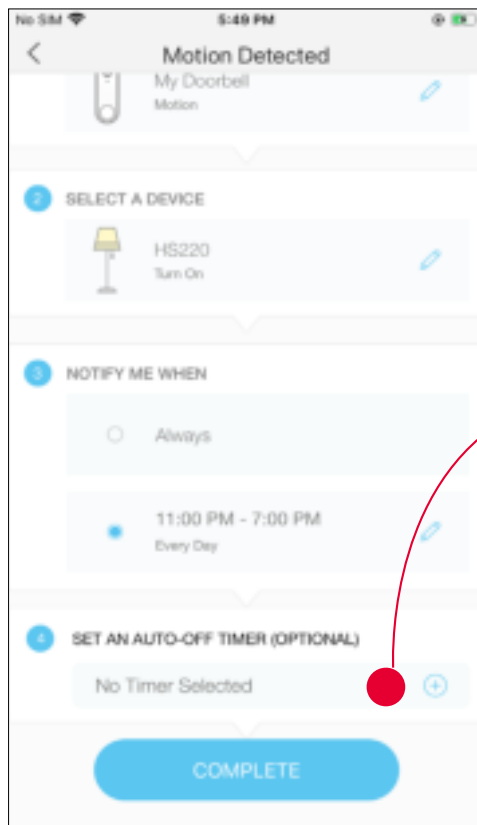 No SIM 5:49 PM
Motion Detected
My Doorbell
Motion
2 SELECT A DEVICE
HS220
Turn On
3 NOTIFY ME WHEN
Always
11:00 PM - 7:00 PM
Every Day
4 SET AN AUTO-OFF TIMER (OPTIONAL)
No Timer Selected
COMPLETE